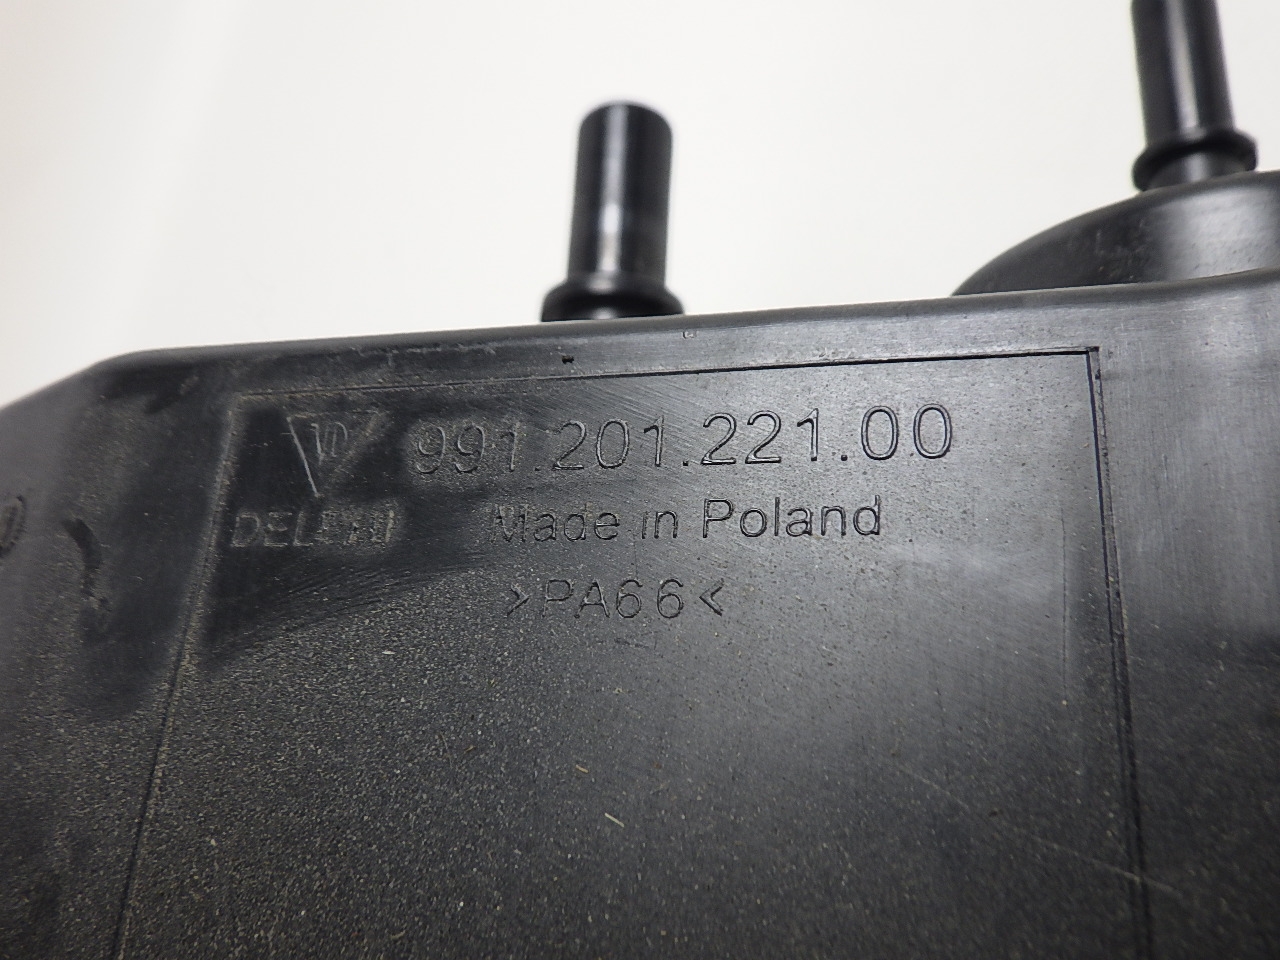 991.201.221.00
DELPHI Made in Poland
>PA66<